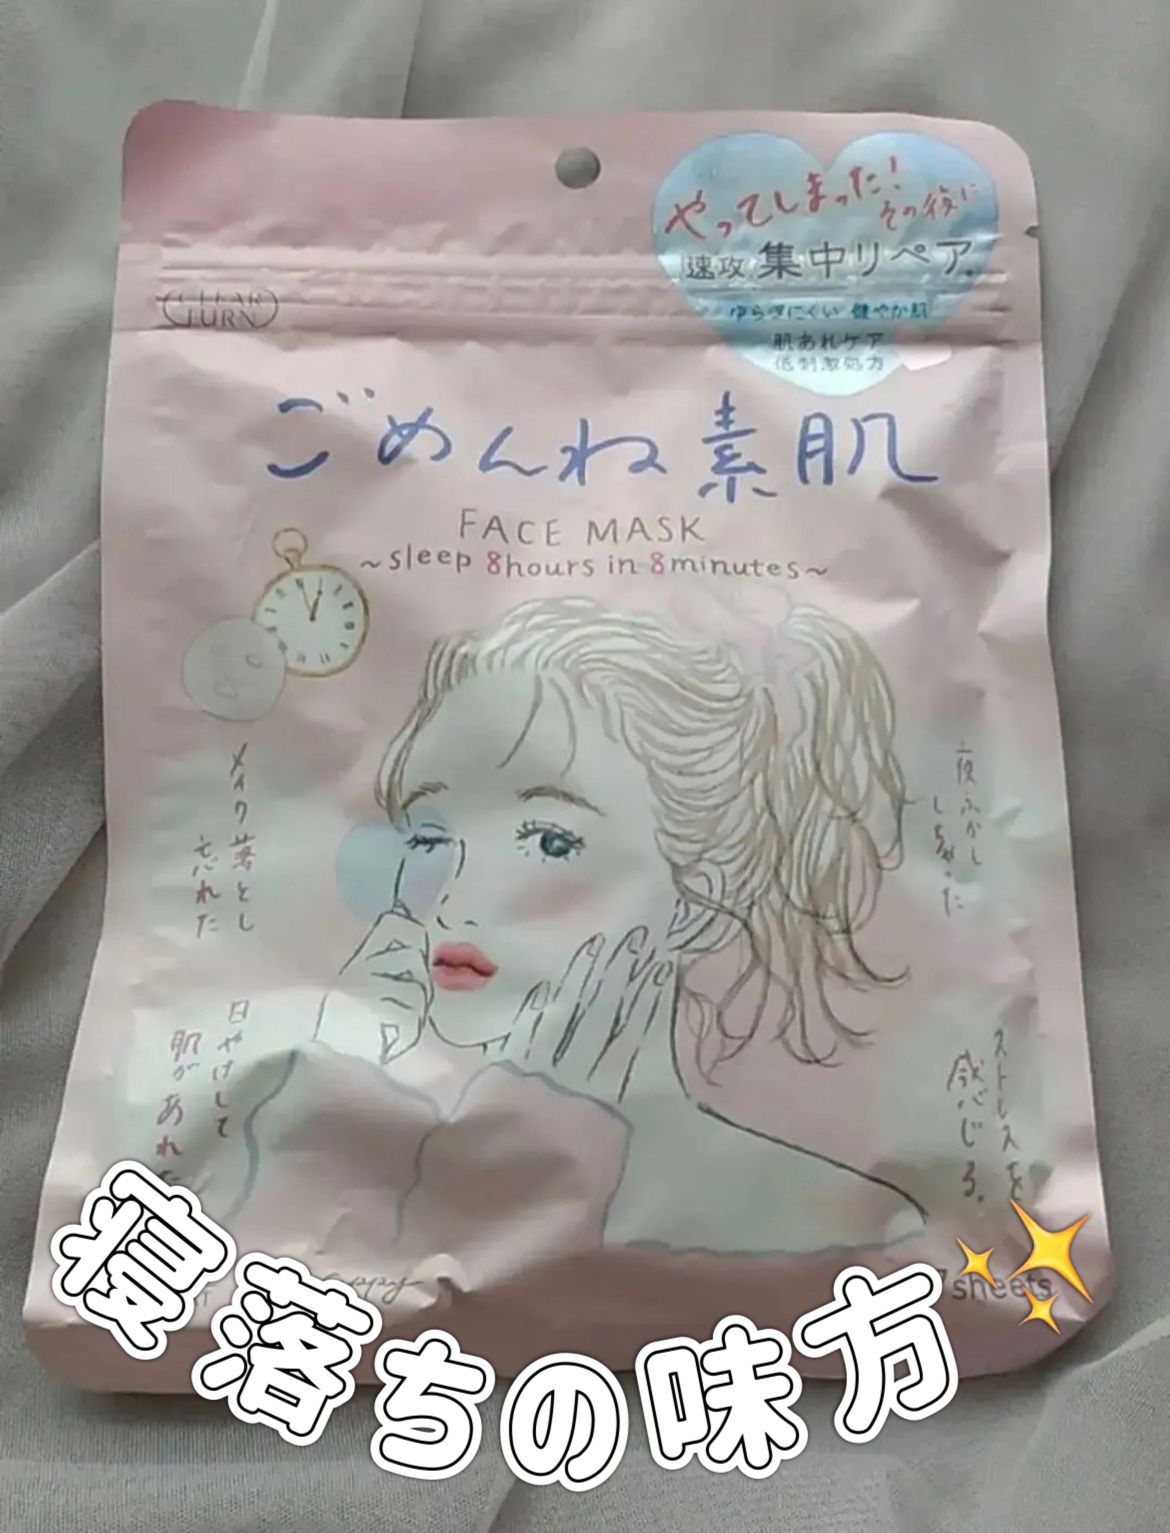 やってしまった!
その後に
速攻 集中リペア
ゆらぎにくい 健やか肌
肌あれケア
低刺激処方
CLEAR
TURN
ごめんね素肌
FACE MASK
~sleep 8hours in 8minutes~
メイク落とし
忘れた
夜ふかし
しちゃった
日やけして
肌があれた
ストレスを
感じる。
7sheets
寝落ちの味方